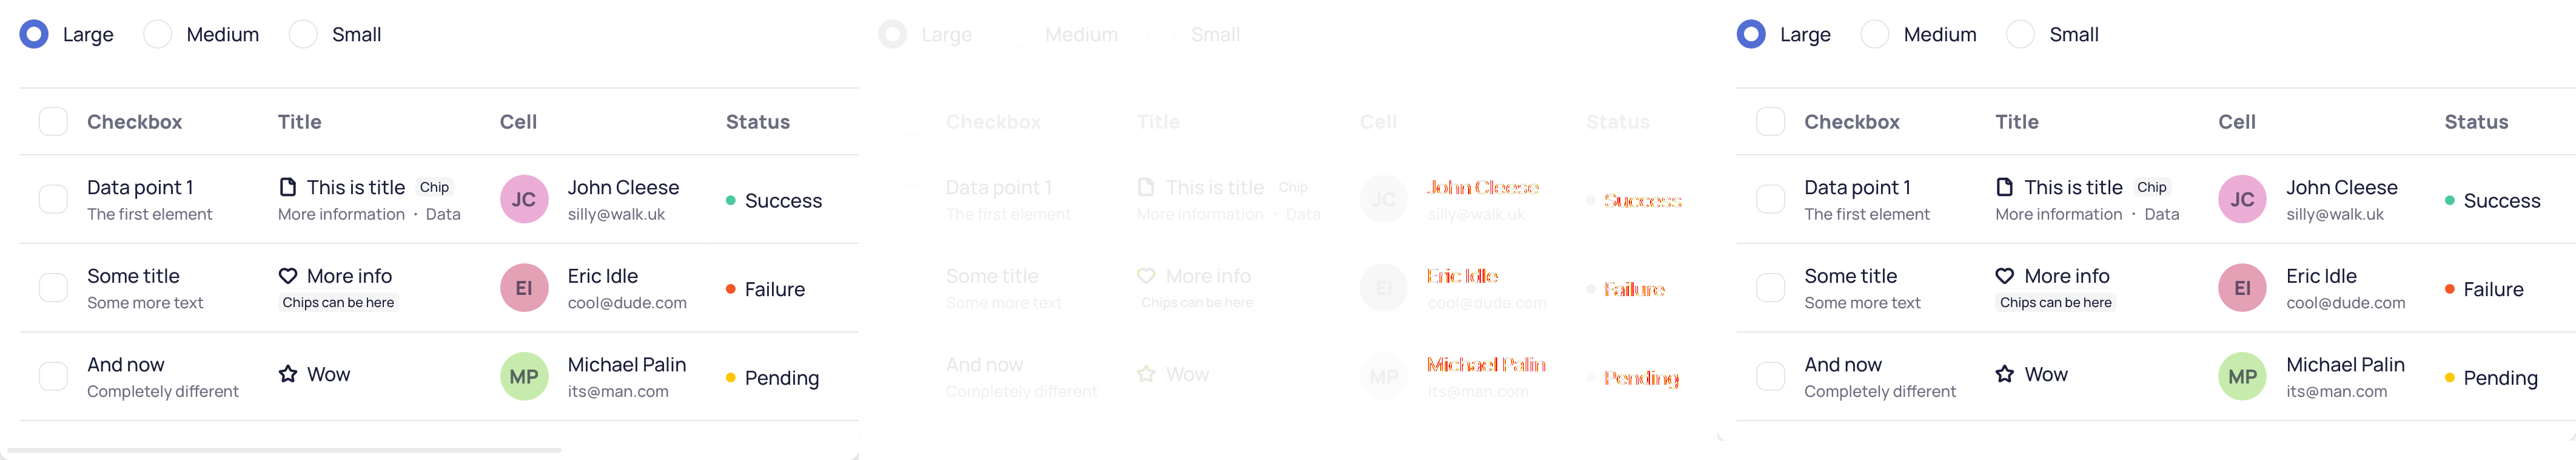 Large Medium Small
Checkbox Title Cell Status
Data point 1 This is title Chip JC John Cleese Success
The first element More information · Data silly@walk.uk
Some title More info EI Eric Idle Failure
Some more text Chips can be here cool@dude.com
And now Wow MP Michael Palin Pending
Completely different its@man.com
Large Medium Small
Checkbox Title Cell Status
Data point 1 This is title Chip JC John Cleese Success
The first element More information · Data silly@walk.uk
Some title More info EI Eric Idle Failure
Some more text Chips can be here cool@dude.com
And now Wow MP Michael Palin Pending
Completely different its@man.com
Large Medium Small
Checkbox Title Cell Status
Data point 1 This is title Chip JC John Cleese Success
The first element More information · Data silly@walk.uk
Some title More info EI Eric Idle Failure
Some more text Chips can be here cool@dude.com
And now Wow MP Michael Palin Pending
Completely different its@man.com